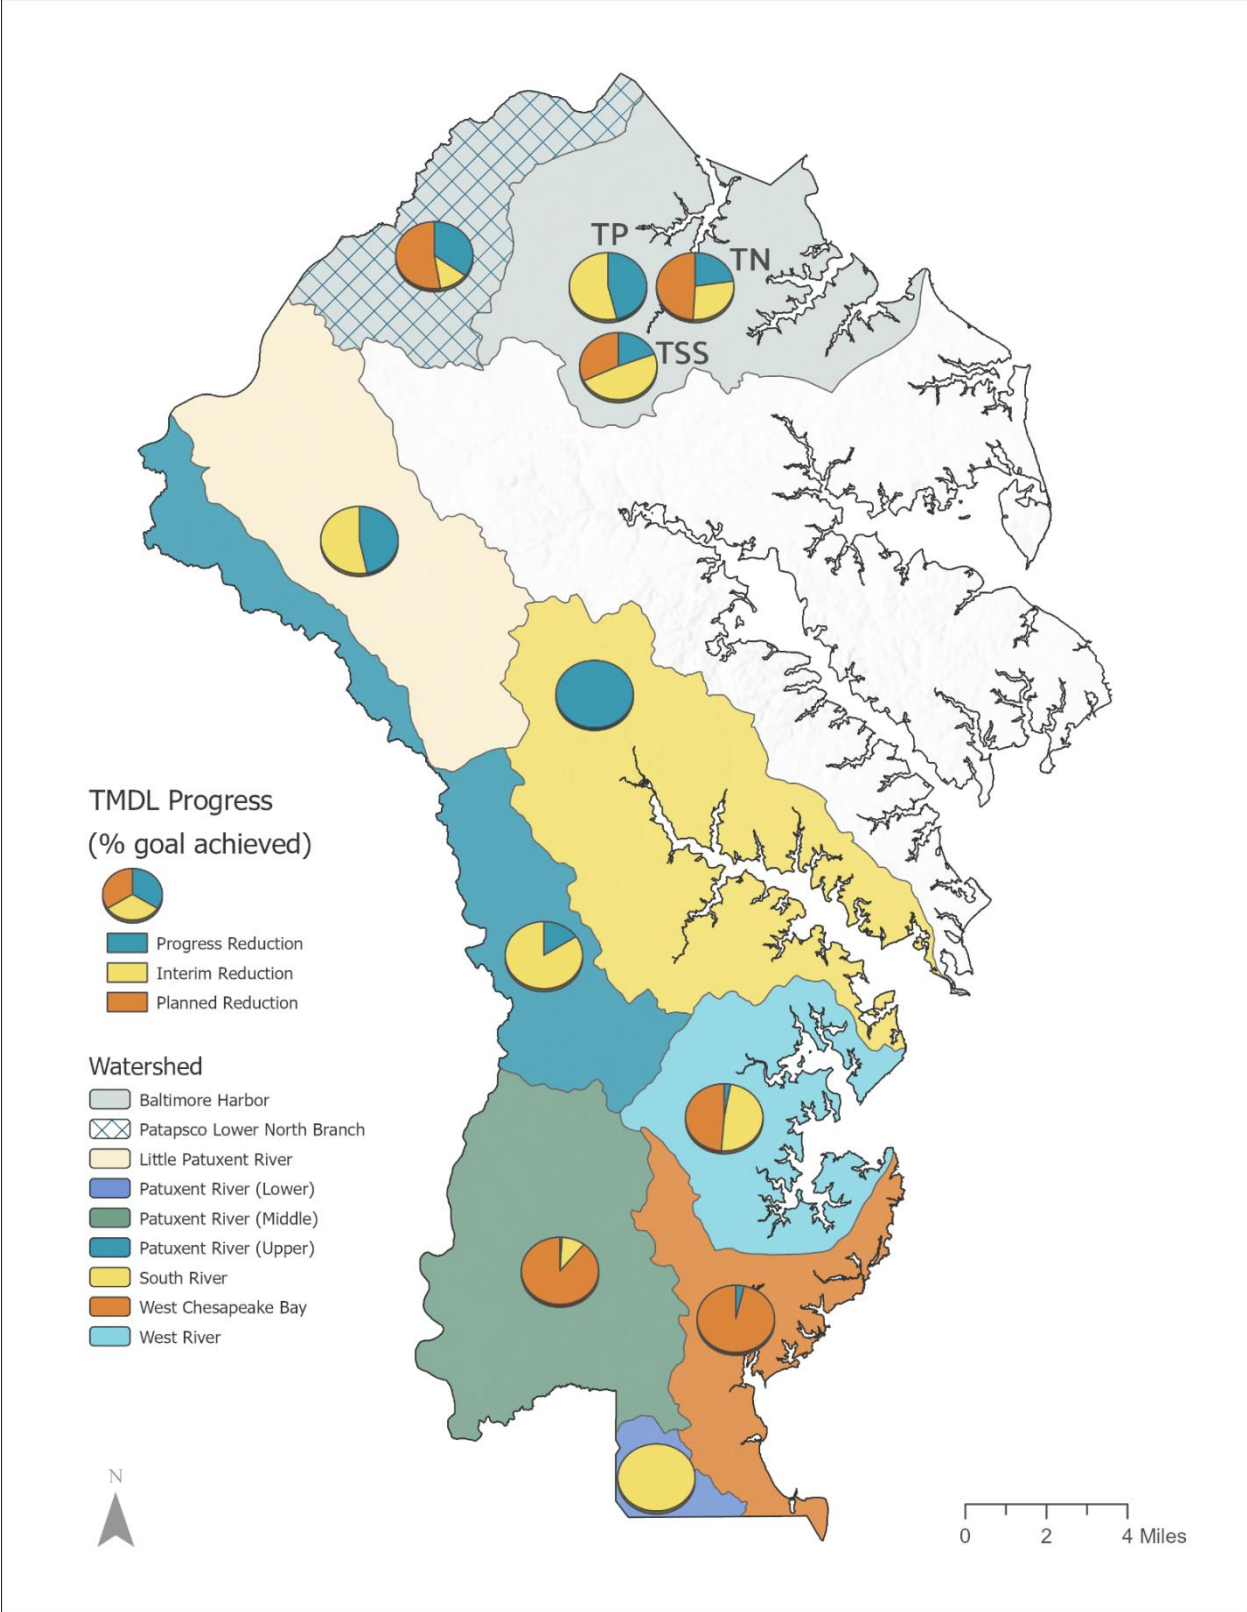 TP
TN
TSS
TMDL Progress
(% goal achieved)
Progress Reduction
Interim Reduction
Planned Reduction
Watershed
Baltimore Harbor
Patapsco Lower North Branch
Little Patuxent River
Patuxent River (Lower)
Patuxent River (Middle)
Patuxent River (Upper)
South River
West Chesapeake Bay
West River
N
0 2 4 Miles